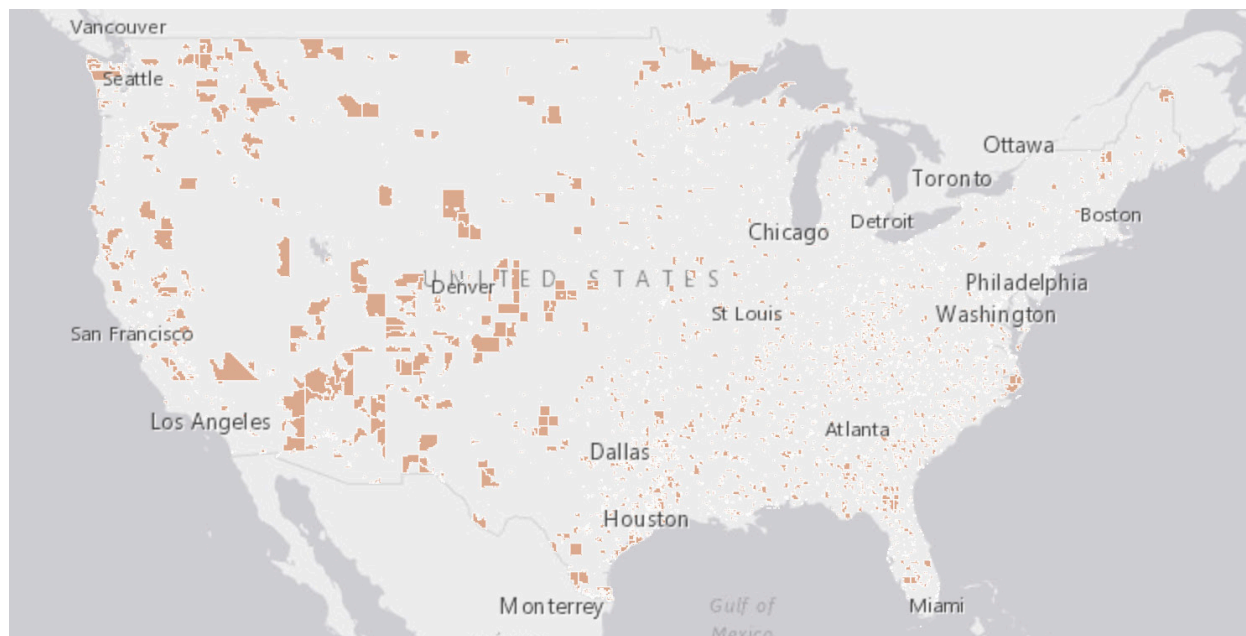 Vancouver
Seattle
Ottawa
Toronto
Boston
Detroit
Chicago
UNITED STATES
Denver
Philadelphia
St Louis
Washington
San Francisco
Los Angeles
Atlanta
Dallas
Houston
Monterrey
Gulf of
Mexico
Miami